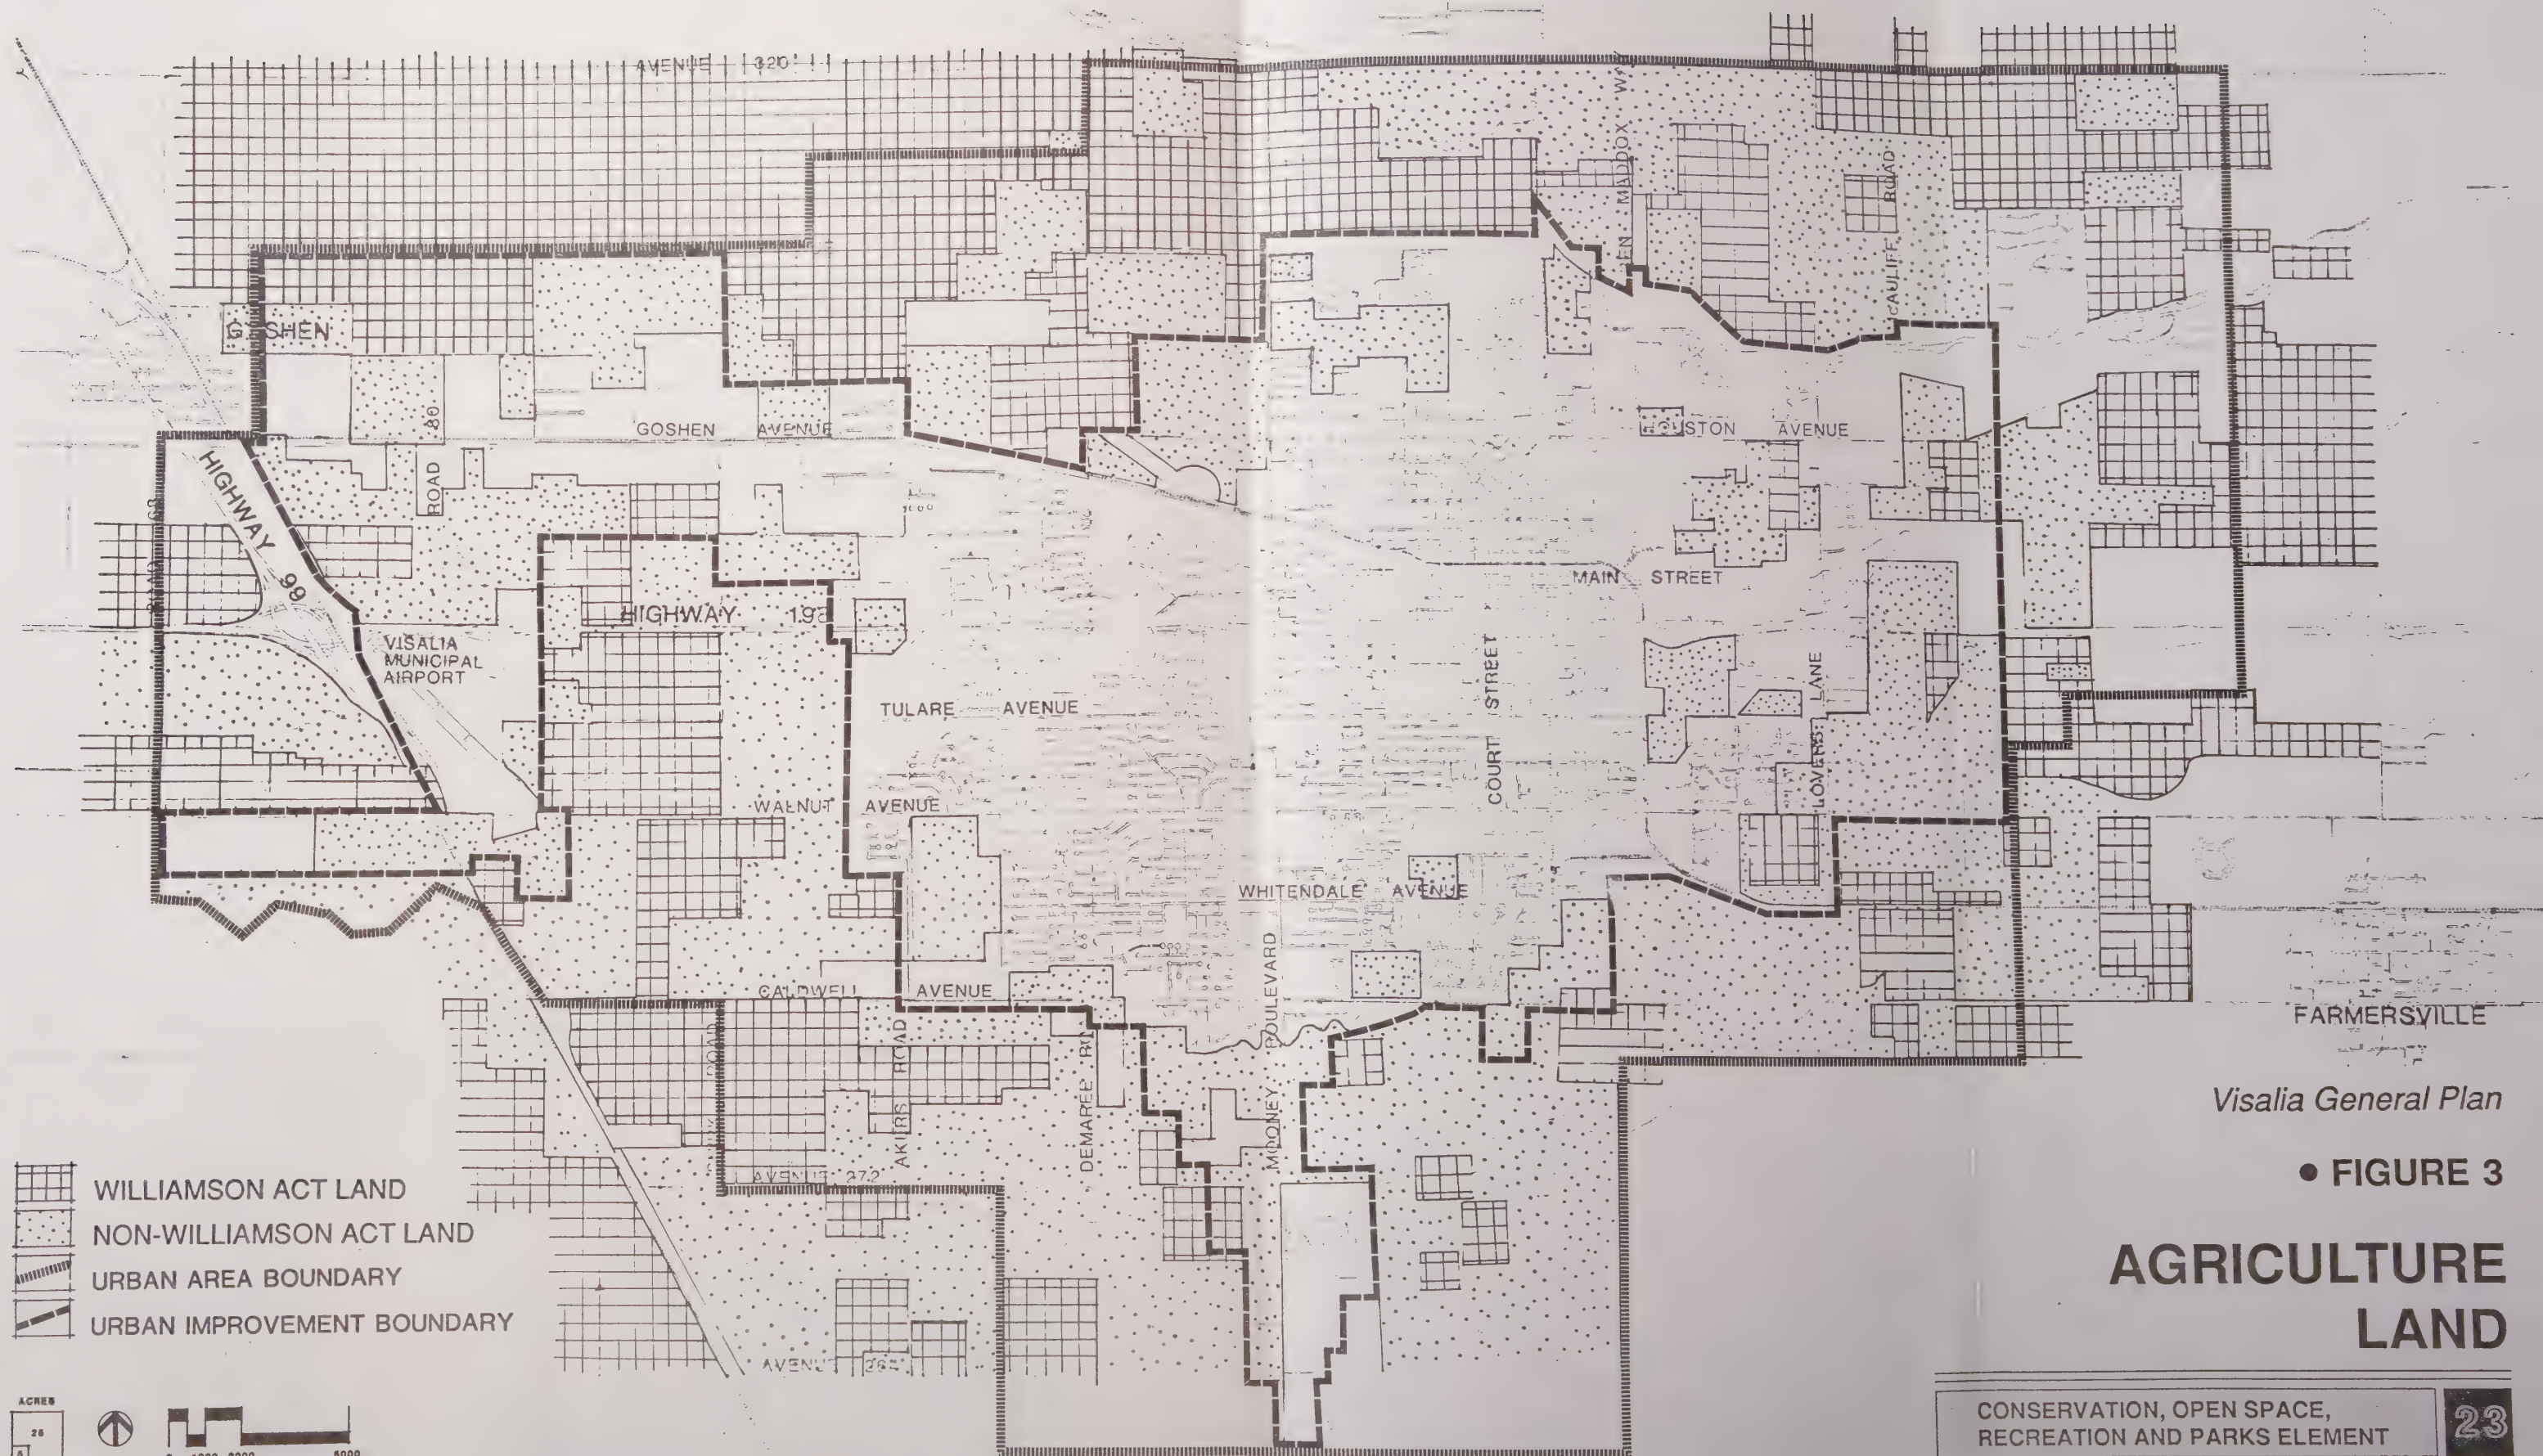 AVENUE 320
BEN MADDOX WAY
ROAD
GOSHEN
GOSHEN AVENUE
ROAD 80
HIGHWAY 99
HIGHWAY 198
VISALIA
MUNICIPAL
AIRPORT
HOUSTON AVENUE
MAIN STREET
TULARE AVENUE
COURT STREET
LOVERS LANE
WALNUT AVENUE
WHITENDALE AVENUE
CALDWELL AVENUE
MOONEY BOULEVARD
AKERS ROAD
DEMAREE
ROAD
AVENUE 272
AVENUE 264
FARMERSVILLE
WILLIAMSON ACT LAND
NON-WILLIAMSON ACT LAND
URBAN AREA BOUNDARY
URBAN IMPROVEMENT BOUNDARY
ACRES
Visalia General Plan
• FIGURE 3
AGRICULTURE
LAND
CONSERVATION, OPEN SPACE,
RECREATION AND PARKS ELEMENT
23